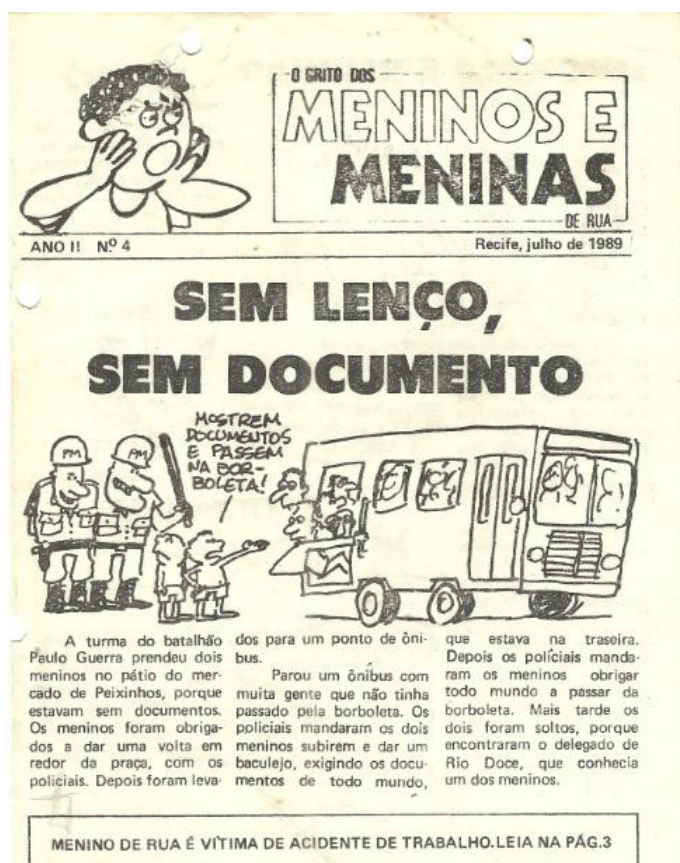 O GRITO DOS
MENINOS E
MENINAS
DE RUA
ANO II Nº 4
Recife, julho de 1989
SEM LENÇO,
SEM DOCUMENTO
MOSTREM
DOCUMENTOS
E PASSEM
NA BOR-
BOLETA!
PM
PM
A turma do batalhão
Paulo Guerra prendeu dois
meninos no pátio do mer-
cado de Peixinhos, porque
estavam sem documentos.
Os meninos foram obriga-
dos a dar uma volta em
redor da praça, com os
policiais. Depois foram leva-
dos para um ponto de ôni-
bus.
Parou um ônibus com
muita gente que não tinha
passado pela borboleta. Os
policiais mandaram os dois
meninos subirem e dar um
baculejo, exigindo os docu-
mentos de todo mundo,
que estava na traseira.
Depois os políciais manda-
ram os meninos obrigar
todo mundo a passar da
borboleta. Mais tarde os
dois foram soltos, porque
encontraram o delegado de
Rio Doce, que conhecia
um dos meninos.
MENINO DE RUA É VÍTIMA DE ACIDENTE DE TRABALHO.LEIA NA PÁG.3